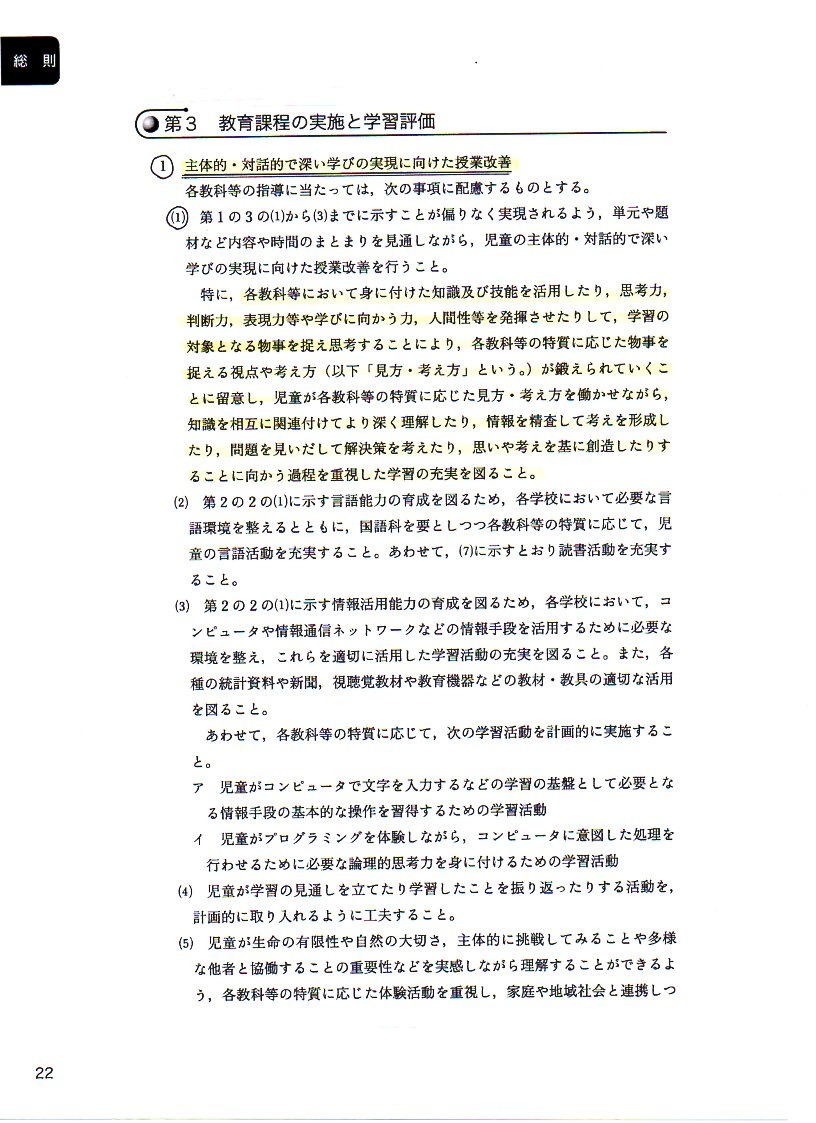 総 則
第3 教育課程の実施と学習評価
1 主体的・対話的で深い学びの実現に向けた授業改善
各教科等の指導に当たっては，次の事項に配慮するものとする。
(1) 第1の3の(1)から(3)までに示すことが偏りなく実現されるよう，単元や題
材など内容や時間のまとまりを見通しながら，児童の主体的・対話的で深い
学びの実現に向けた授業改善を行うこと。
特に，各教科等において身に付けた知識及び技能を活用したり，思考力，
判断力，表現力等や学びに向かう力，人間性等を発揮させたりして，学習の
対象となる物事を捉え思考することにより，各教科等の特質に応じた物事を
捉える視点や考え方（以下「見方・考え方」という。）が鍛えられていくこ
とに留意し，児童が各教科等の特質に応じた見方・考え方を働かせながら，
知識を相互に関連付けてより深く理解したり，情報を精査して考えを形成し
たり，問題を見いだして解決策を考えたり，思いや考えを基に創造したりす
ることに向かう過程を重視した学習の充実を図ること。
(2) 第2の2の(1)に示す言語能力の育成を図るため，各学校において必要な言
語環境を整えるとともに，国語科を要としつつ各教科等の特質に応じて，児
童の言語活動を充実すること。あわせて，(7)に示すとおり読書活動を充実す
ること。
(3) 第2の2の(1)に示す情報活用能力の育成を図るため，各学校において，コ
ンピュータや情報通信ネットワークなどの情報手段を活用するために必要な
環境を整え，これらを適切に活用した学習活動の充実を図ること。また，各
種の統計資料や新聞，視聴覚教材や教育機器などの教材・教具の適切な活用
を図ること。
あわせて，各教科等の特質に応じて，次の学習活動を計画的に実施するこ
と。
ア 児童がコンピュータで文字を入力するなどの学習の基盤として必要とな
る情報手段の基本的な操作を習得するための学習活動
イ 児童がプログラミングを体験しながら，コンピュータに意図した処理を
行わせるために必要な論理的思考力を身に付けるための学習活動
(4) 児童が学習の見通しを立てたり学習したことを振り返ったりする活動を，
計画的に取り入れるように工夫すること。
(5) 児童が生命の有限性や自然の大切さ，主体的に挑戦してみることや多様
な他者と協働することの重要性などを実感しながら理解することができるよ
う，各教科等の特質に応じた体験活動を重視し，家庭や地域社会と連携しつ
22